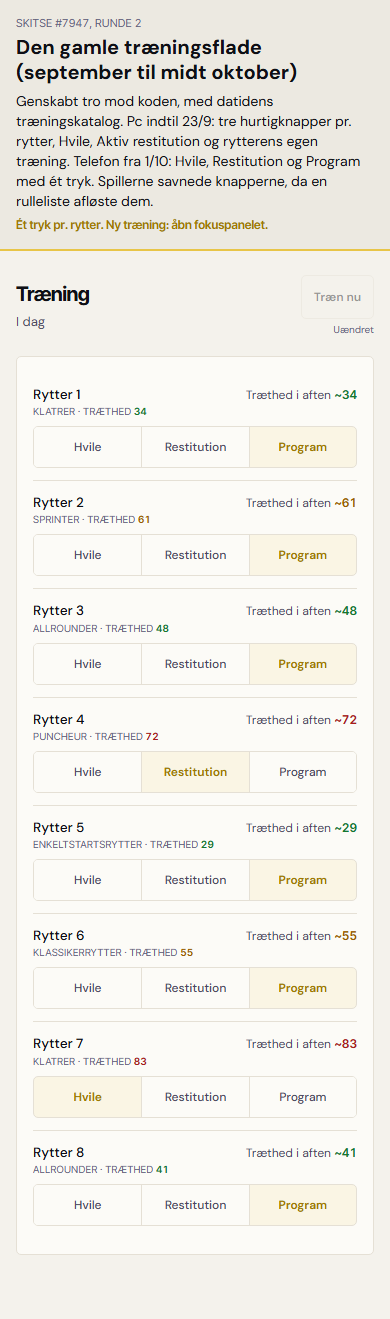 SKITSE #7947, RUNDE 2
Den gamle træningsflade
(september til midt oktober)
Genskabt tro mod koden, med datidens
træningskatalog. Pc indtil 23/9: tre hurtigknapper pr.
rytter, Hvile, Aktiv restitution og rytterens egen
træning. Telefon fra 1/10: Hvile, Restitution og Program
med ét tryk. Spillerne savnede knapperne, da en
rulleliste afløste dem.
Ét tryk pr. rytter. Ny træning: åbn fokuspanelet.
Træning
Træn nu
I dag
Uændret
Rytter 1
Træthed i aften ~34
KLATRER · TRÆTHED 34
Hvile Restitution Program
Rytter 2
Træthed i aften ~61
SPRINTER · TRÆTHED 61
Hvile Restitution Program
Rytter 3
Træthed i aften ~48
ALLROUNDER · TRÆTHED 48
Hvile Restitution Program
Rytter 4
Træthed i aften ~72
PUNCHEUR · TRÆTHED 72
Hvile Restitution Program
Rytter 5
Træthed i aften ~29
ENKELTSTARTSRYTTER · TRÆTHED 29
Hvile Restitution Program
Rytter 6
Træthed i aften ~55
KLASSIKERRYTTER · TRÆTHED 55
Hvile Restitution Program
Rytter 7
Træthed i aften ~83
KLATRER · TRÆTHED 83
Hvile Restitution Program
Rytter 8
Træthed i aften ~41
ALLROUNDER · TRÆTHED 41
Hvile Restitution Program